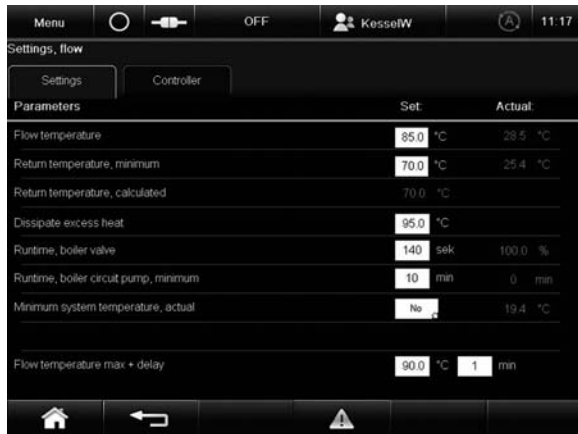 Menu OFF KesselW (A) 11:17
Settings, flow
Settings Controller
Parameters Set: Actual:
Flow temperature 85.0 °C 28.5 °C
Return temperature, minimum 70.0 °C 25.4 °C
Return temperature, calculated 70.0 °C
Dissipate excess heat 95.0 °C
Runtime, boiler valve 140 sek 100.0 %
Runtime, boiler circuit pump, minimum 10 min 0 min
Minimum system temperature, actual No 19.4 °C
Flow temperature max + delay 90.0 °C 1 min